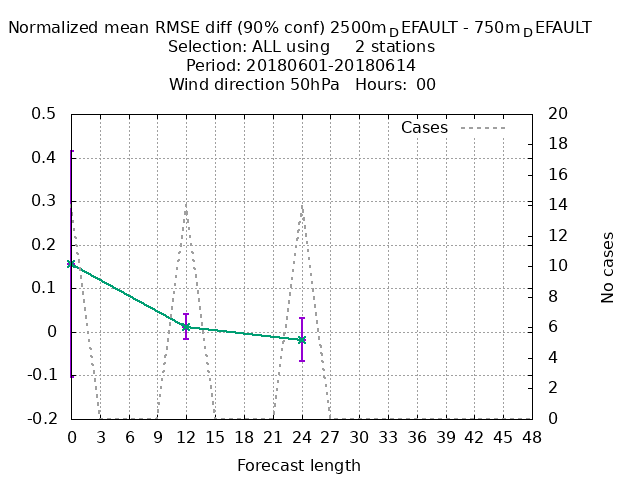 Normalized mean RMSE diff (90% conf) 2500m_DEFAULT - 750m_DEFAULT
Selection: ALL using 2 stations
Period: 20180601-20180614
Wind direction 50hPa Hours: 00
Cases
0.5
0.4
0.3
0.2
0.1
0
-0.1
-0.2
20
18
16
14
12
10
8
6
4
2
0
No cases
0 3 6 9 12 15 18 21 24 27 30 33 36 39 42 45 48
Forecast length